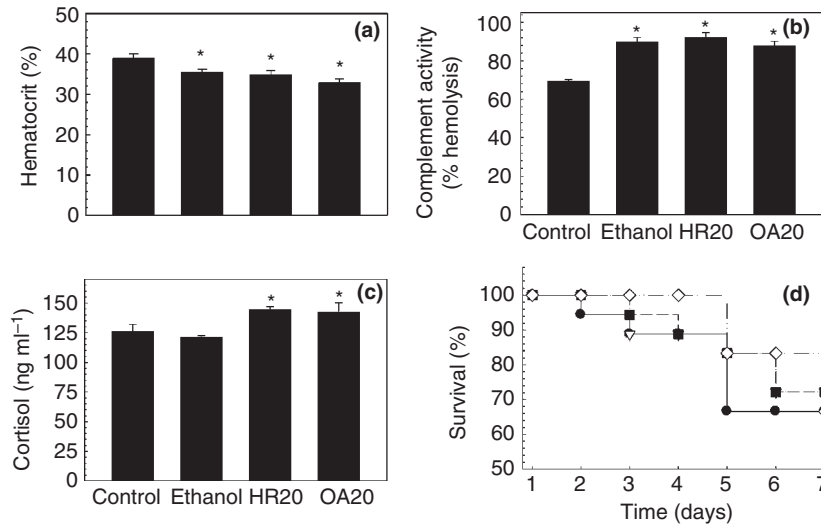 (a)
Hematocrit (%)
50
40
30
20
10
0
* * *
(b)
Complement activity
(% hemolysis)
100
80
60
40
20
0
* * *
Control Ethanol HR20 OA20
(c)
Cortisol (ng ml⁻¹)
150
125
100
75
50
25
0
* *
Control Ethanol HR20 OA20
(d)
Survival (%)
100
90
80
70
60
50
1 2 3 4 5 6 7
Time (days)